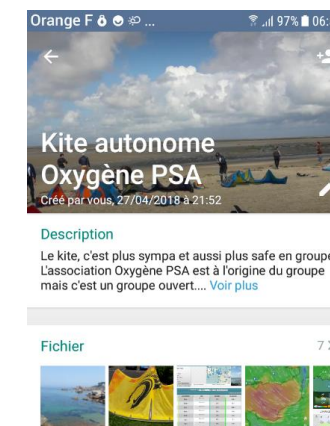 Orange F ... 97% 06:
Kite autonome
Oxygène PSA
Créé par vous, 27/04/2018 à 21:52
Description
Le kite, c'est plus sympa et aussi plus safe en groupe
L'association Oxygène PSA est à l'origine du groupe
mais c'est un groupe ouvert.... Voir plus
Fichier 7